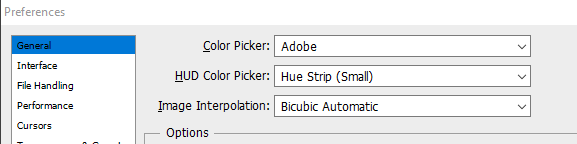 Preferences
General
Interface
File Handling
Performance
Cursors
Color Picker: Adobe
HUD Color Picker: Hue Strip (Small)
Image Interpolation: Bicubic Automatic
Options